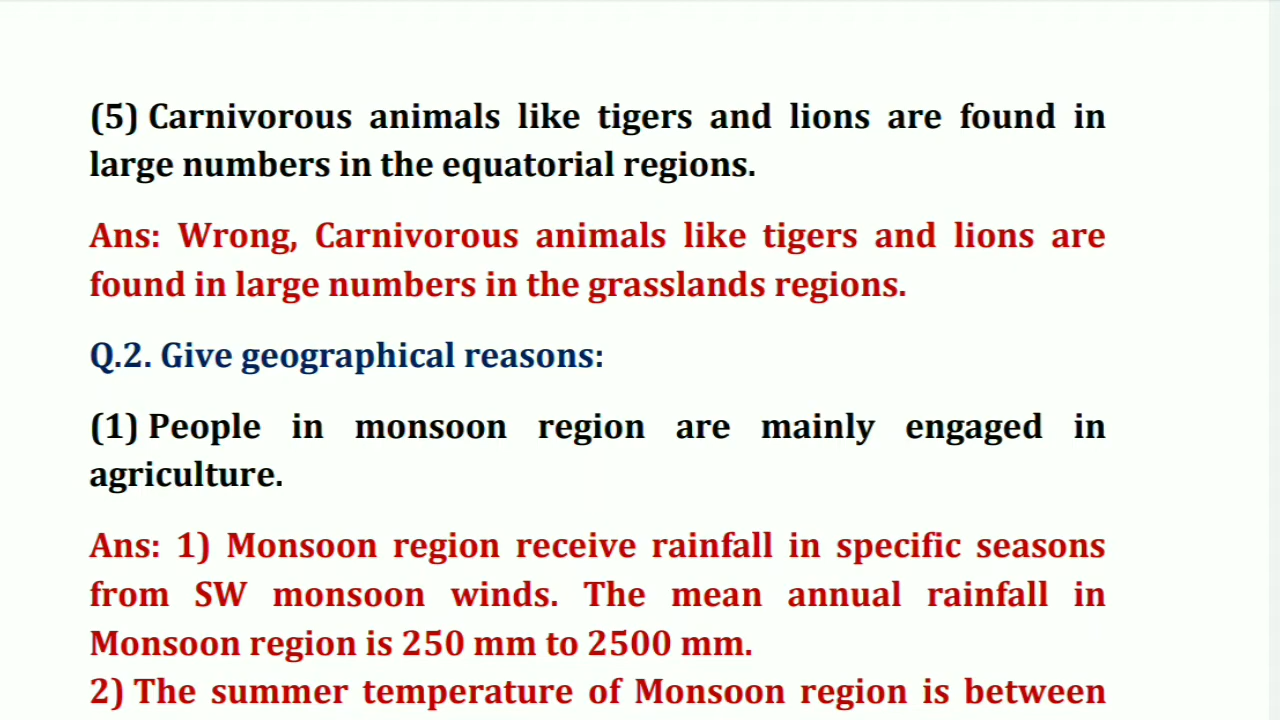 (5) Carnivorous animals like tigers and lions are found in
large numbers in the equatorial regions.
Ans: Wrong, Carnivorous animals like tigers and lions are
found in large numbers in the grasslands regions.
Q.2. Give geographical reasons:
(1) People in monsoon region are mainly engaged in
agriculture.
Ans: 1) Monsoon region receive rainfall in specific seasons
from SW monsoon winds. The mean annual rainfall in
Monsoon region is 250 mm to 2500 mm.
2) The summer temperature of Monsoon region is between